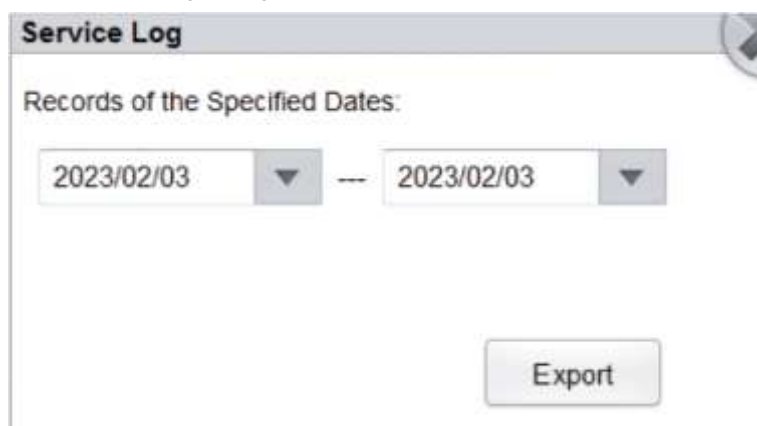 Service Log
Records of the Specified Dates:
2023/02/03 --- 2023/02/03
Export